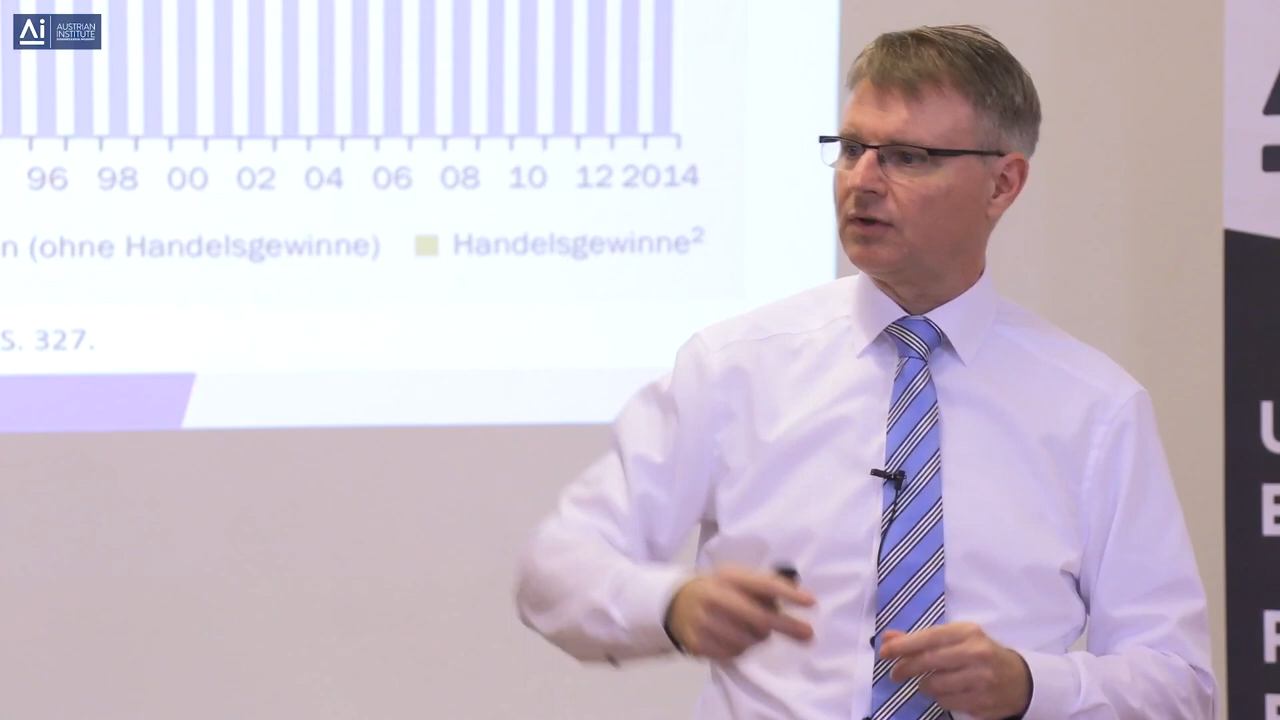 Ai AUSTRIAN
INSTITUTE
96 98 00 02 04 06 08 10 12 2014
n (ohne Handelsgewinne) Handelsgewinne²
S. 327.
U
E